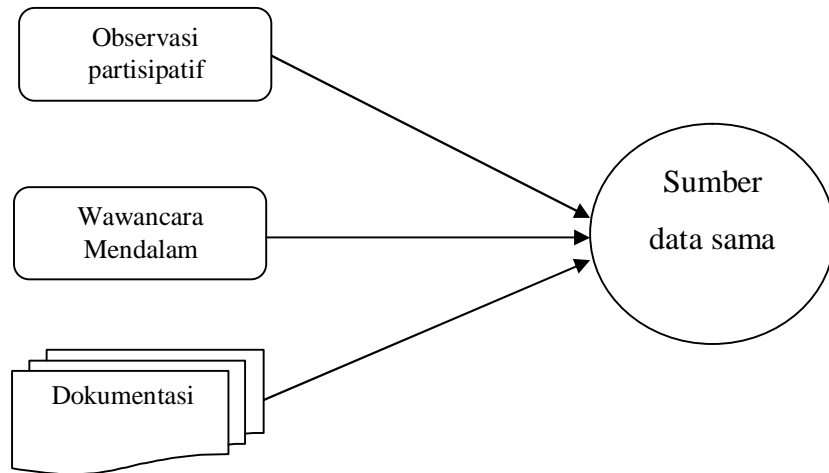 Observasi
partisipatif
Wawancara
Mendalam
Dokumentasi
Sumber
data sama